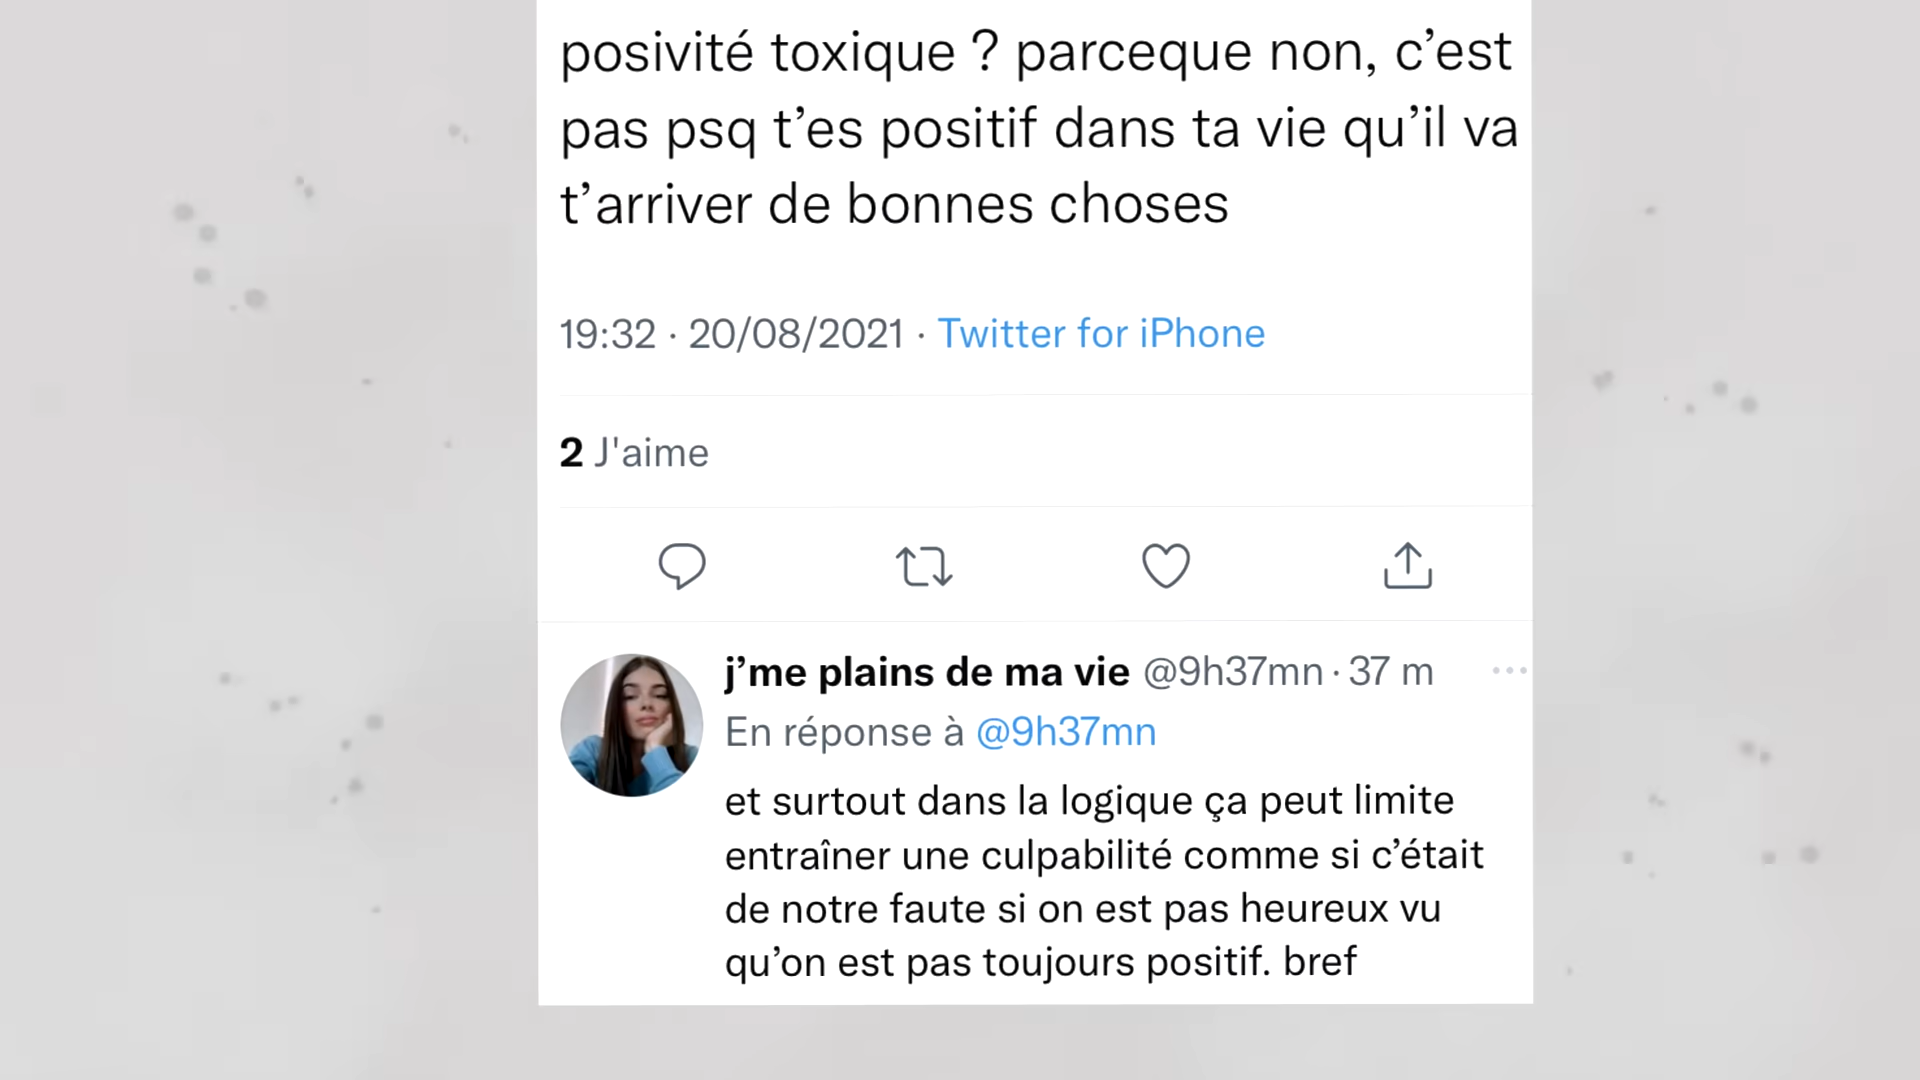 posivité toxique ? parceque non, c’est
pas psq t’es positif dans ta vie qu’il va
t’arriver de bonnes choses
19:32 · 20/08/2021 · Twitter for iPhone
2 J'aime
j’me plains de ma vie @9h37mn · 37 m
En réponse à @9h37mn
et surtout dans la logique ça peut limite
entraîner une culpabilité comme si c’était
de notre faute si on est pas heureux vu
qu’on est pas toujours positif. bref